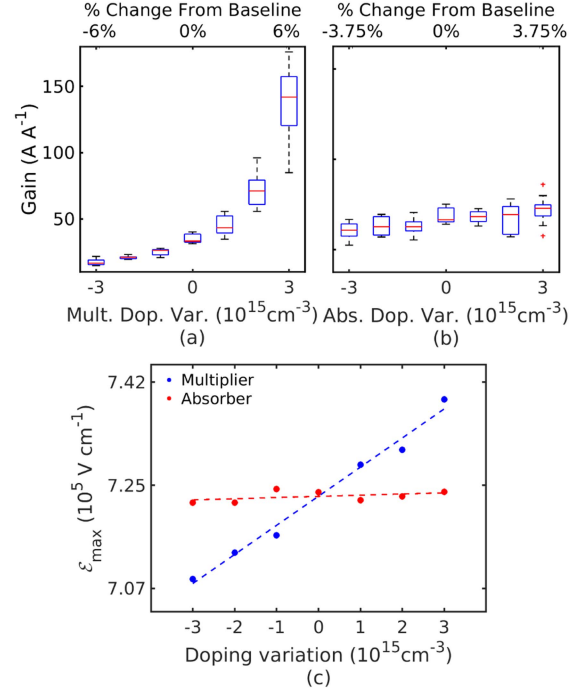 % Change From Baseline
% Change From Baseline
-6% 0% 6%
-3.75% 0% 3.75%
Gain (A A⁻¹)
150
100
50
-3 0 3
-3 0 3
Mult. Dop. Var. (10¹⁵cm⁻³)
Abs. Dop. Var. (10¹⁵cm⁻³)
(a)
(b)
Multiplier
Absorber
ℰmax (10⁵ V cm⁻¹)
7.42
7.25
7.07
-3 -2 -1 0 1 2 3
Doping variation (10¹⁵cm⁻³)
(c)